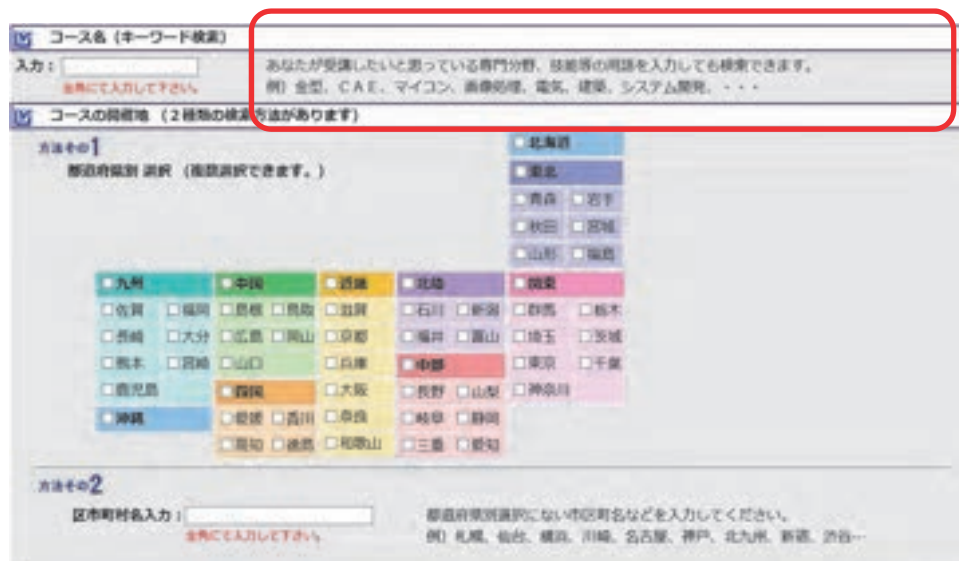 コース名 (キーワード検索)
入力:
あなたが受講したいと思っている専門分野、技能等の用語を入力しても検索できます。
全角にて入力して下さい。
例) 金型、CAE、マイコン、画像処理、電気、建築、システム開発、・・・
コースの開催地 (2種類の検索方法があります)
方法その1
都道府県別 選択 (複数選択できます。)
北海道
東北
青森 岩手
秋田 宮城
山形 福島
九州 中国 近畿 北陸 関東
佐賀 福岡 島根 鳥取 滋賀 石川 新潟 群馬 栃木
長崎 大分 広島 岡山 京都 福井 富山 埼玉 茨城
熊本 宮崎 山口 兵庫 中部 東京 千葉
鹿児島 四国 大阪 長野 山梨 神奈川
沖縄 愛媛 香川 奈良 岐阜 静岡
高知 徳島 和歌山 三重 愛知
方法その2
区市町村名入力:
都道府県別選択にない市区町名などを入力してください。
全角にて入力して下さい。
例) 札幌、仙台、横浜、川崎、名古屋、神戸、北九州、新宿、渋谷…